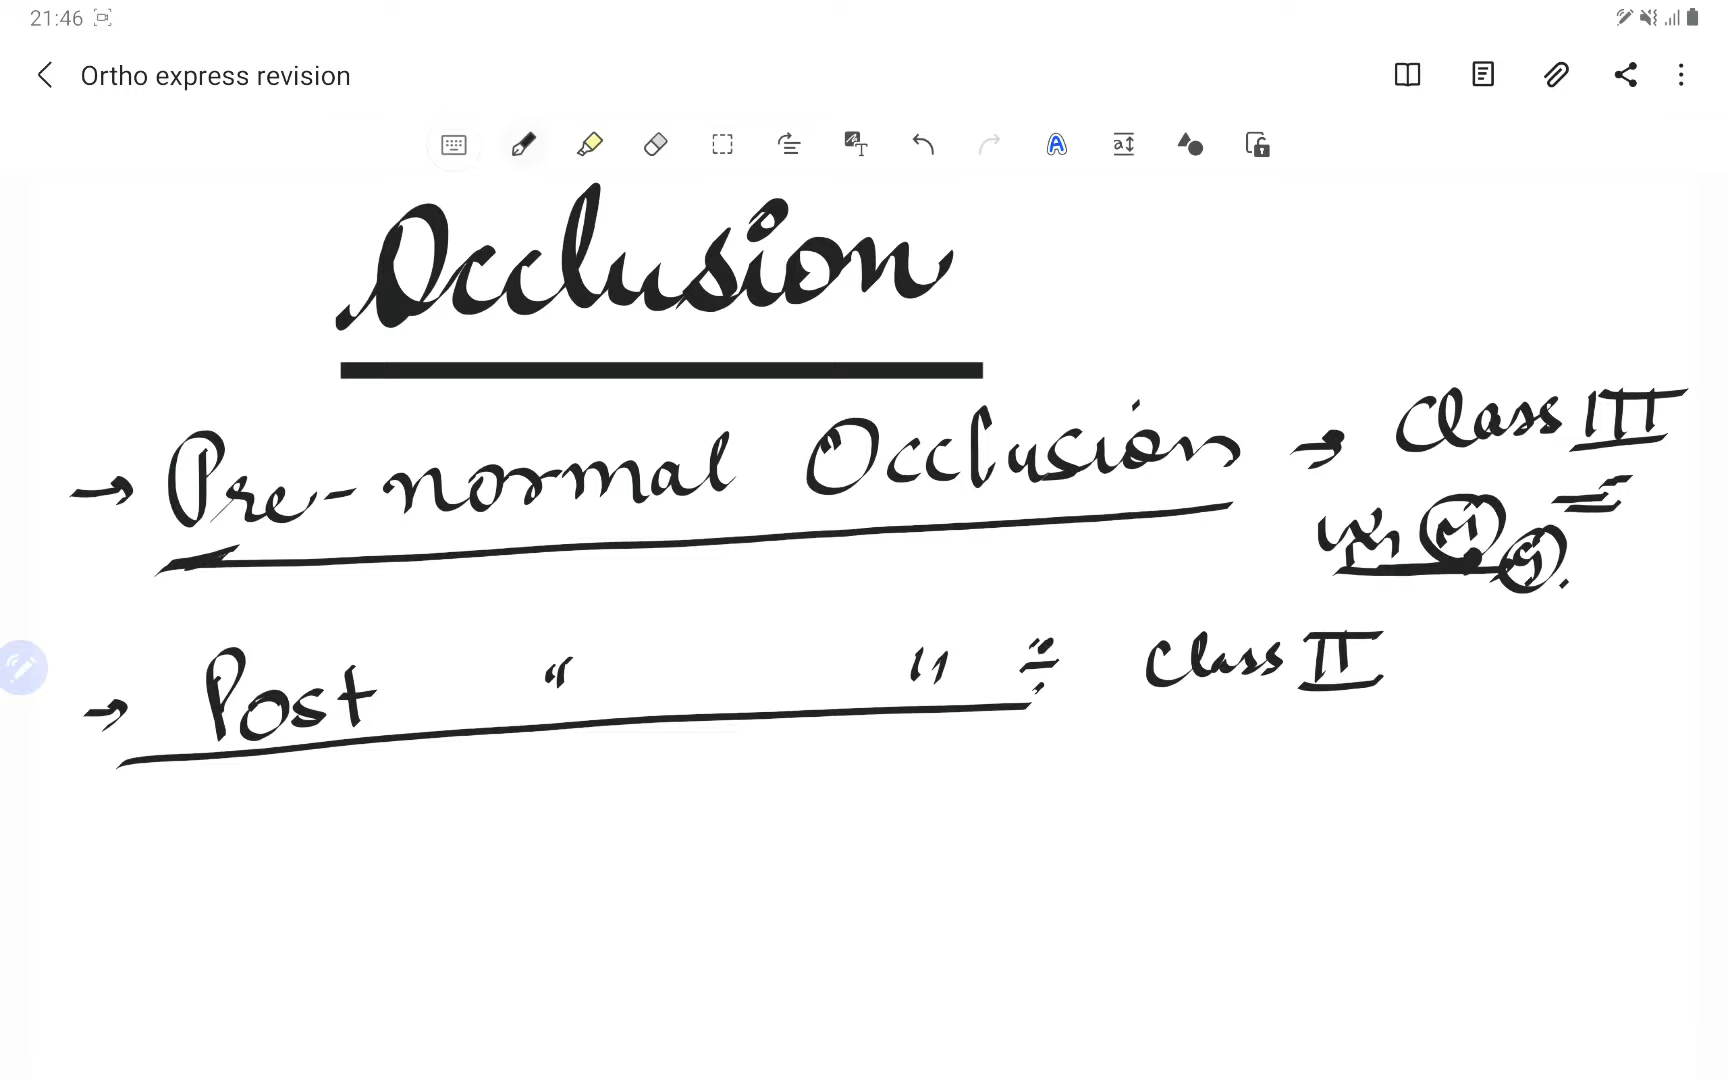 21:46
Ortho express revision
Occlusion
→ Pre-normal Occlusion → Class III
→ Post " " ÷ Class II